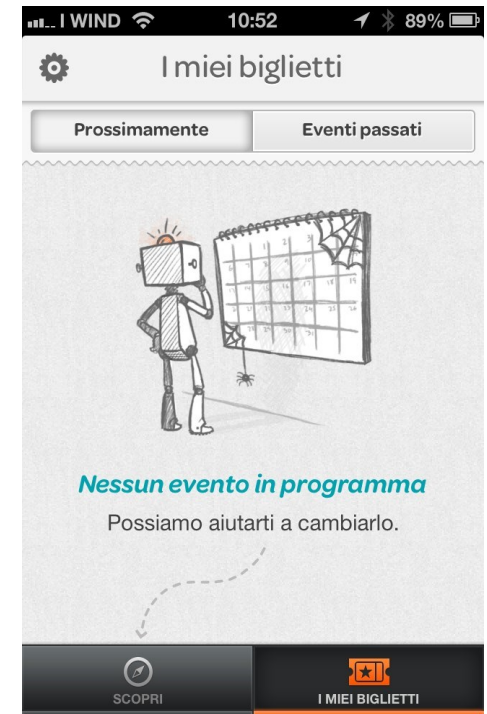 I WIND 10:52 89%
I miei biglietti
Prossimamente Eventi passati
Nessun evento in programma
Possiamo aiutarti a cambiarlo.
SCOPRI I MIEI BIGLIETTI